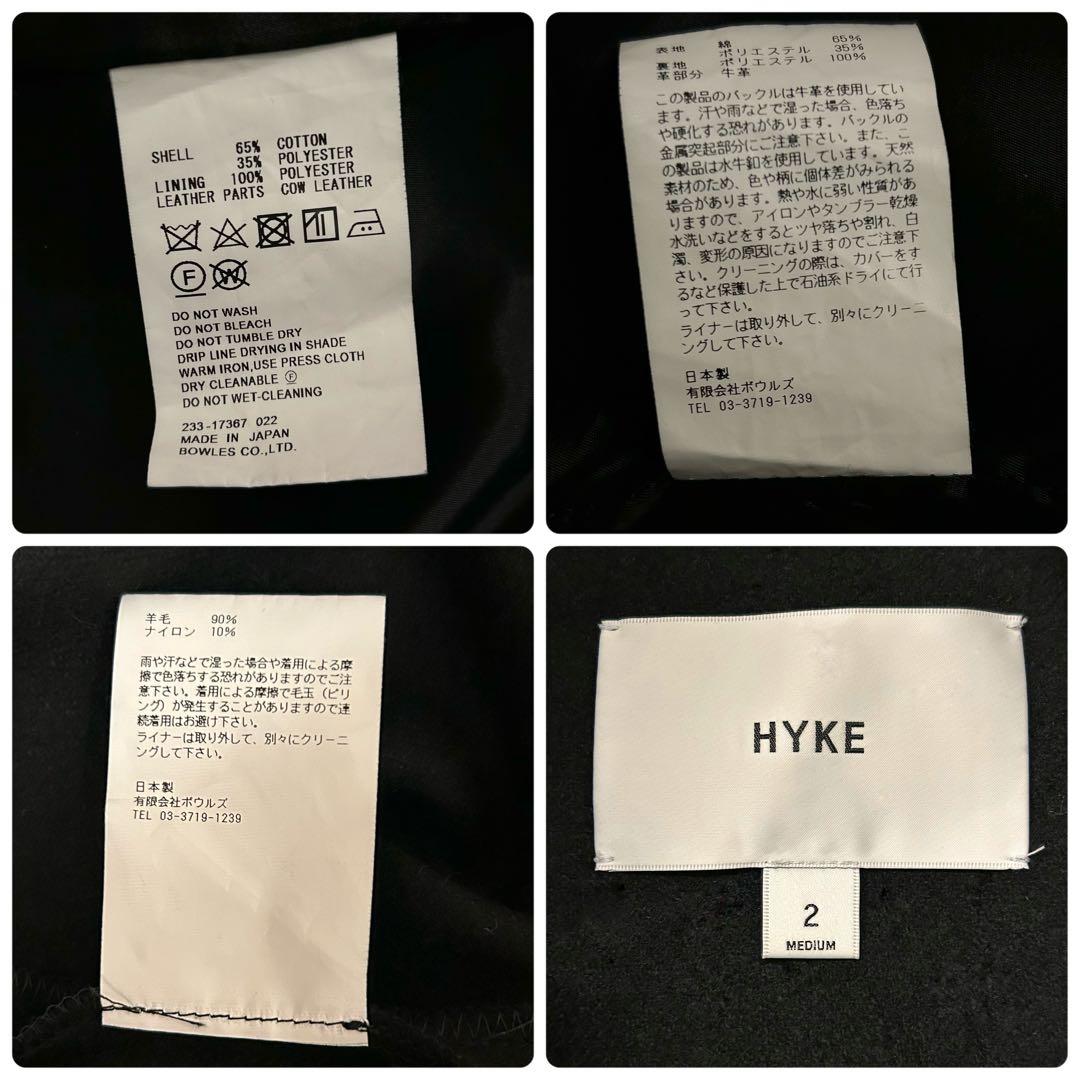 SHELL 65% COTTON
35% POLYESTER
LINING 100% POLYESTER
LEATHER PARTS COW LEATHER
F W
DO NOT WASH
DO NOT BLEACH
DO NOT TUMBLE DRY
DRIP LINE DRYING IN SHADE
WARM IRON,USE PRESS CLOTH
DRY CLEANABLE Ⓕ
DO NOT WET-CLEANING
233-17367 022
MADE IN JAPAN
BOWLES CO.,LTD.
表地 綿 65%
ポリエステル 35%
裏地 ポリエステル 100%
革部分 牛革
この製品のバックルは牛革を使用してい
ます。汗や雨などで湿った場合、色落ち
や硬化する恐れがあります。バックルの
金属突起部分にご注意下さい。また、こ
の製品は水牛釦を使用しています。天然
素材のため、色や柄に個体差がみられる
場合があります。熱や水に弱い性質があ
りますので、アイロンやタンブラー乾燥
水洗いなどをするとツヤ落ちや割れ、白
濁、変形の原因になりますのでご注意下
さい。クリーニングの際は、カバーをす
るなど保護した上で石油系ドライにて行
って下さい。
ライナーは取り外して、別々にクリーニ
ングして下さい。
日本製
有限会社ボウルズ
TEL 03-3719-1239
羊毛 90%
ナイロン 10%
雨や汗などで湿った場合や着用による摩
擦で色落ちする恐れがありますのでご注
意下さい。着用による摩擦で毛玉（ピリ
ング）が発生することがありますので連
続着用はお避け下さい。
ライナーは取り外して、別々にクリーニ
ングして下さい。
日本製
有限会社ボウルズ
TEL 03-3719-1239
HYKE
2
MEDIUM